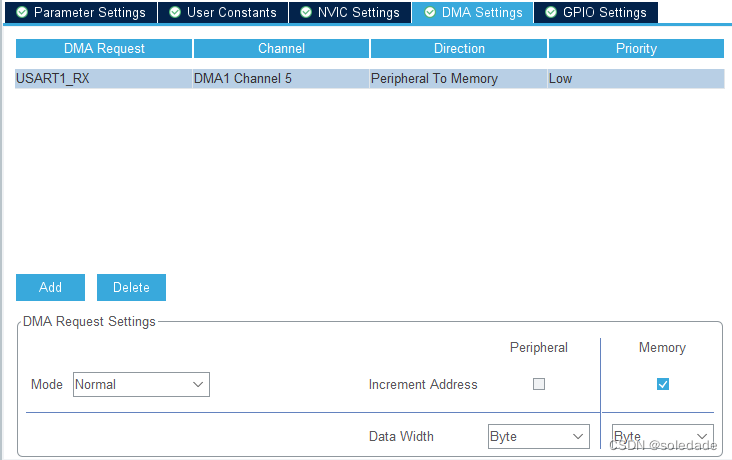 Parameter Settings User Constants NVIC Settings DMA Settings GPIO Settings
DMA Request Channel Direction Priority
USART1_RX DMA1 Channel 5 Peripheral To Memory Low
Add Delete
DMA Request Settings
Peripheral Memory
Mode Normal Increment Address
Data Width Byte Byte
CSDN @soledade